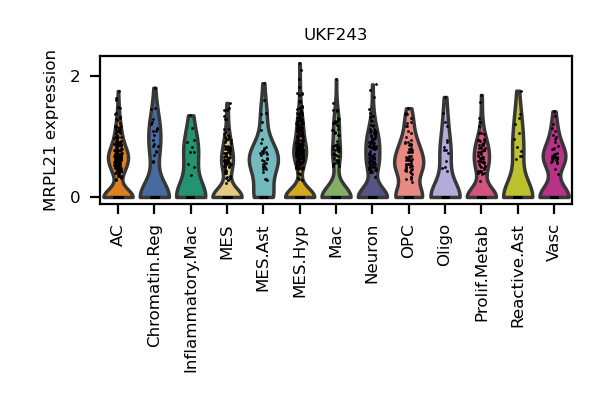 UKF243
MRPL21 expression
2
0
AC
Chromatin.Reg
Inflammatory.Mac
MES
MES.Ast
MES.Hyp
Mac
Neuron
OPC
Oligo
Prolif.Metab
Reactive.Ast
Vasc